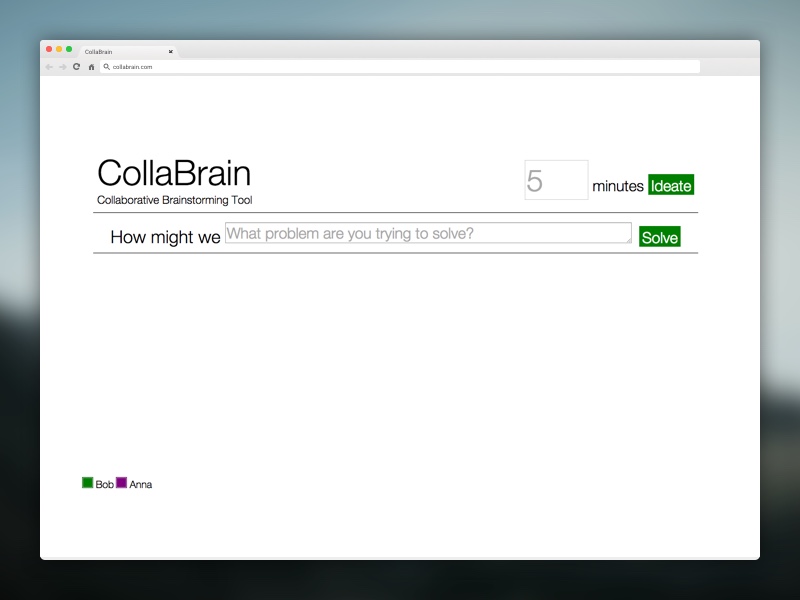 CollaBrain
collabrain.com
CollaBrain
Collaborative Brainstorming Tool
5 minutes Ideate
How might we What problem are you trying to solve? Solve
Bob Anna